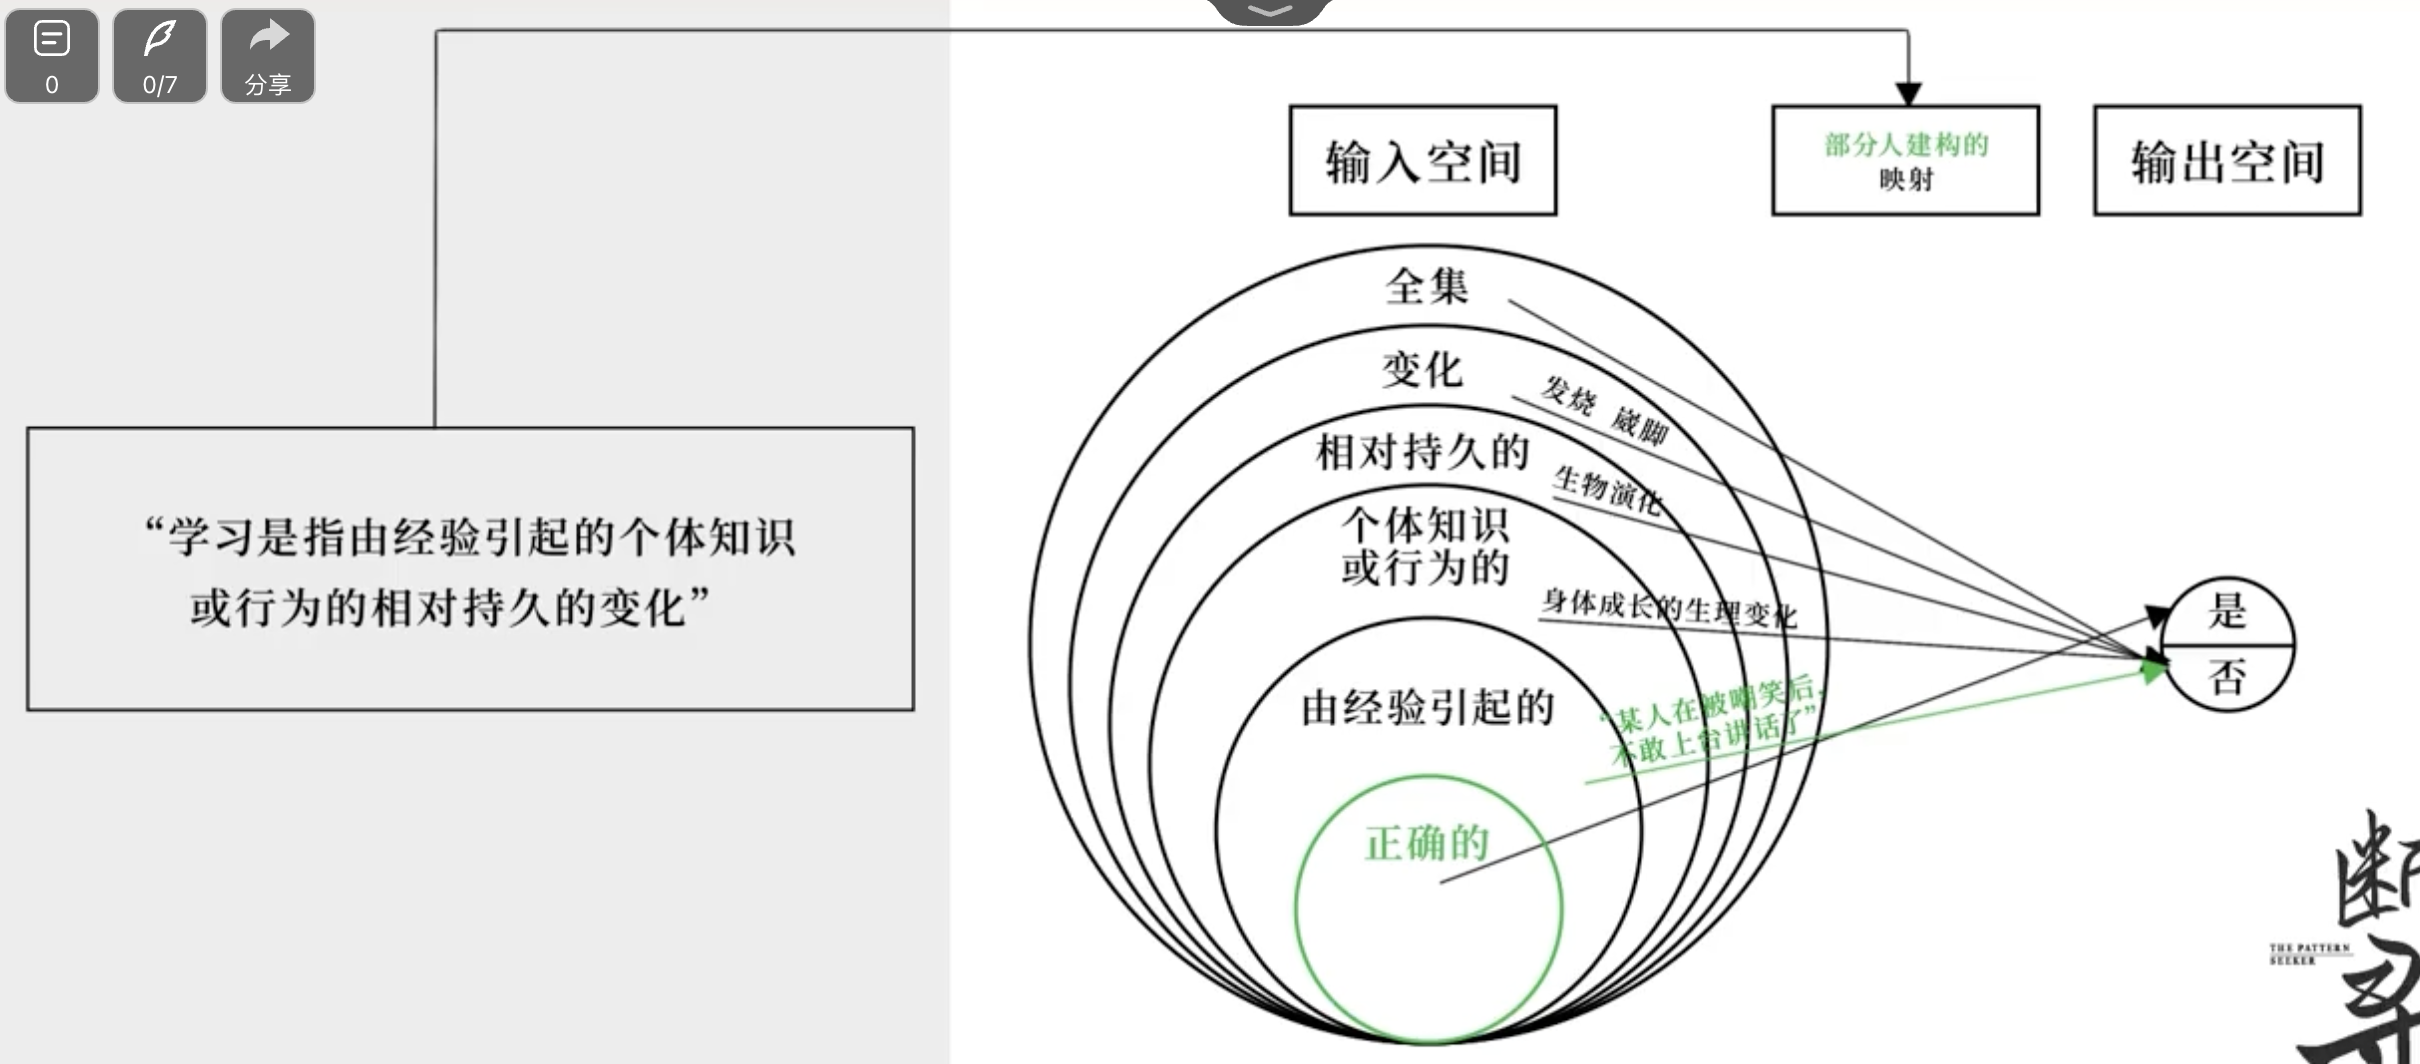 0
0/7
分享
输入空间
部分人建构的
映射
输出空间
全集
变化
发烧 崴脚
相对持久的
生物演化
个体知识
或行为的
身体成长的生理变化
“学习是指由经验引起的个体知识
或行为的相对持久的变化”
是
否
由经验引起的
“某人在被嘲笑后，
不敢上台讲话了”
正确的
断
THE PATTERN
SEEKER
寻